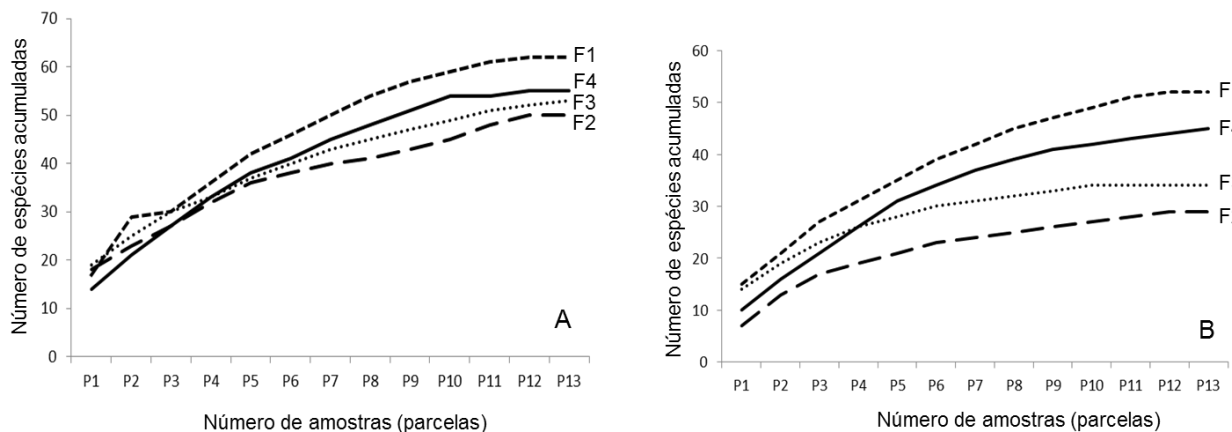 70
60
50
40
30
20
10
0
Número de espécies acumuladas
F1
F4
F3
F2
A
P1 P2 P3 P4 P5 P6 P7 P8 P9 P10 P11 P12 P13
Número de amostras (parcelas)
60
50
40
30
20
10
0
Número de espécies acumuladas
F
F
F
F
B
P1 P2 P3 P4 P5 P6 P7 P8 P9 P10 P11 P12 P13
Número de amostras (parcelas)